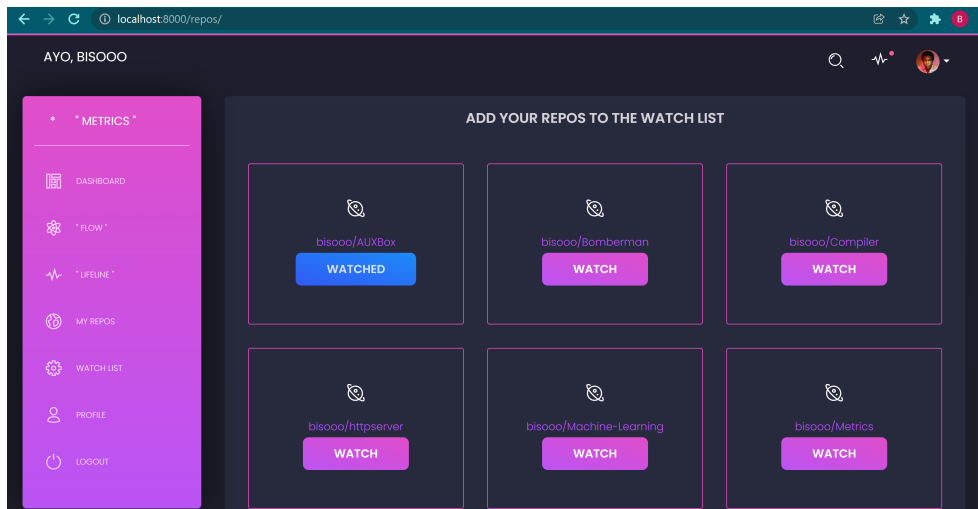 localhost:8000/repos/
B
AYO, BISOOO
* " METRICS "
DASHBOARD
" FLOW "
" LIFELINE "
MY REPOS
WATCH LIST
PROFILE
LOGOUT
ADD YOUR REPOS TO THE WATCH LIST
bisooo/AUXBox
WATCHED
bisooo/Bomberman
WATCH
bisooo/Compiler
WATCH
bisooo/httpserver
WATCH
bisooo/Machine-Learning
WATCH
bisooo/Metrics
WATCH